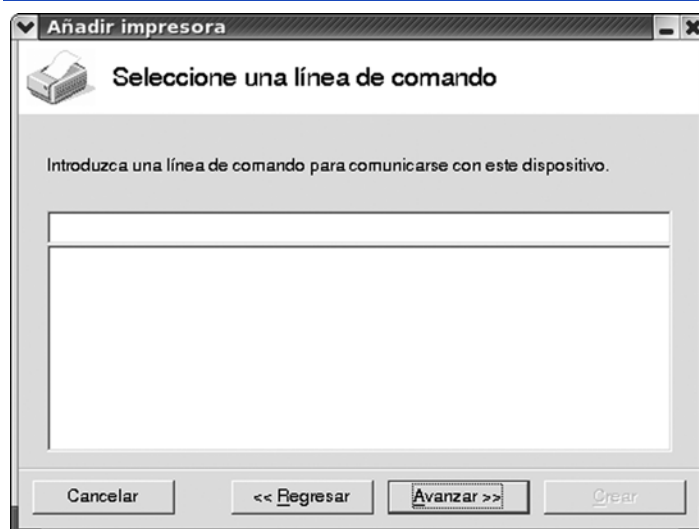 Añadir impresora
Seleccione una línea de comando
Introduzca una línea de comando para comunicarse con este dispositivo.
Cancelar
<< Regresar
Avanzar >>
Crear